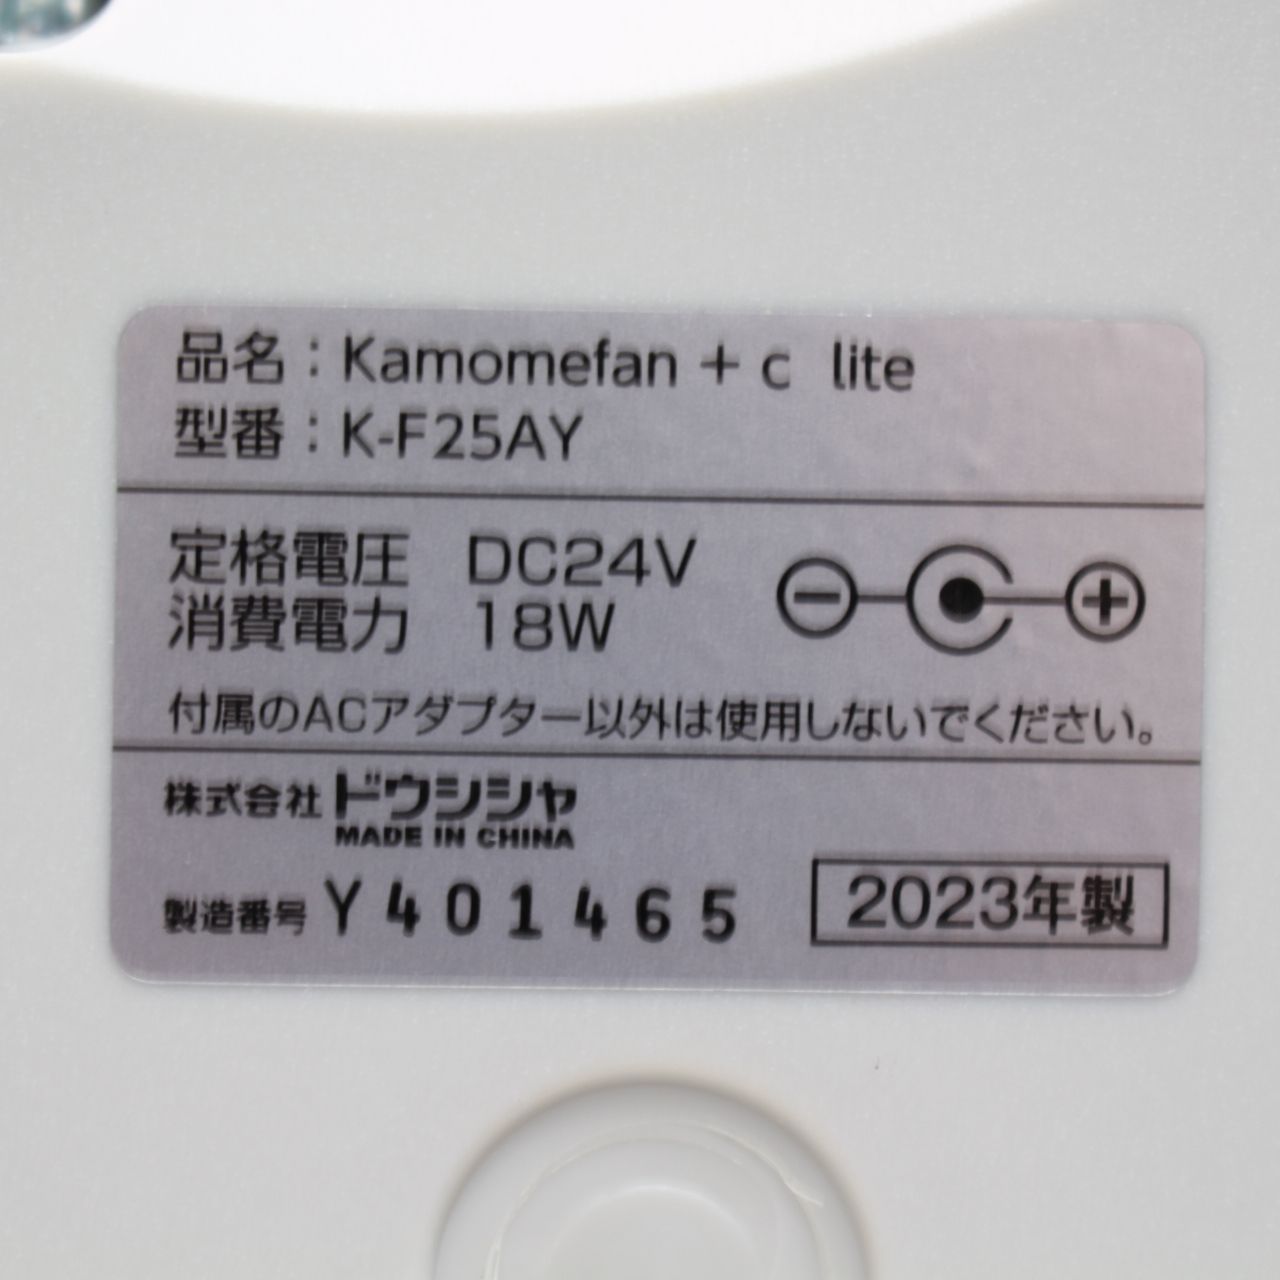 品名：Kamomefan + c lite
型番：K-F25AY
定格電圧 DC24V
消費電力 18W
付属のACアダプター以外は使用しないでください。
株式会社 ドウシシャ
MADE IN CHINA
製造番号 Y401465
2023年製